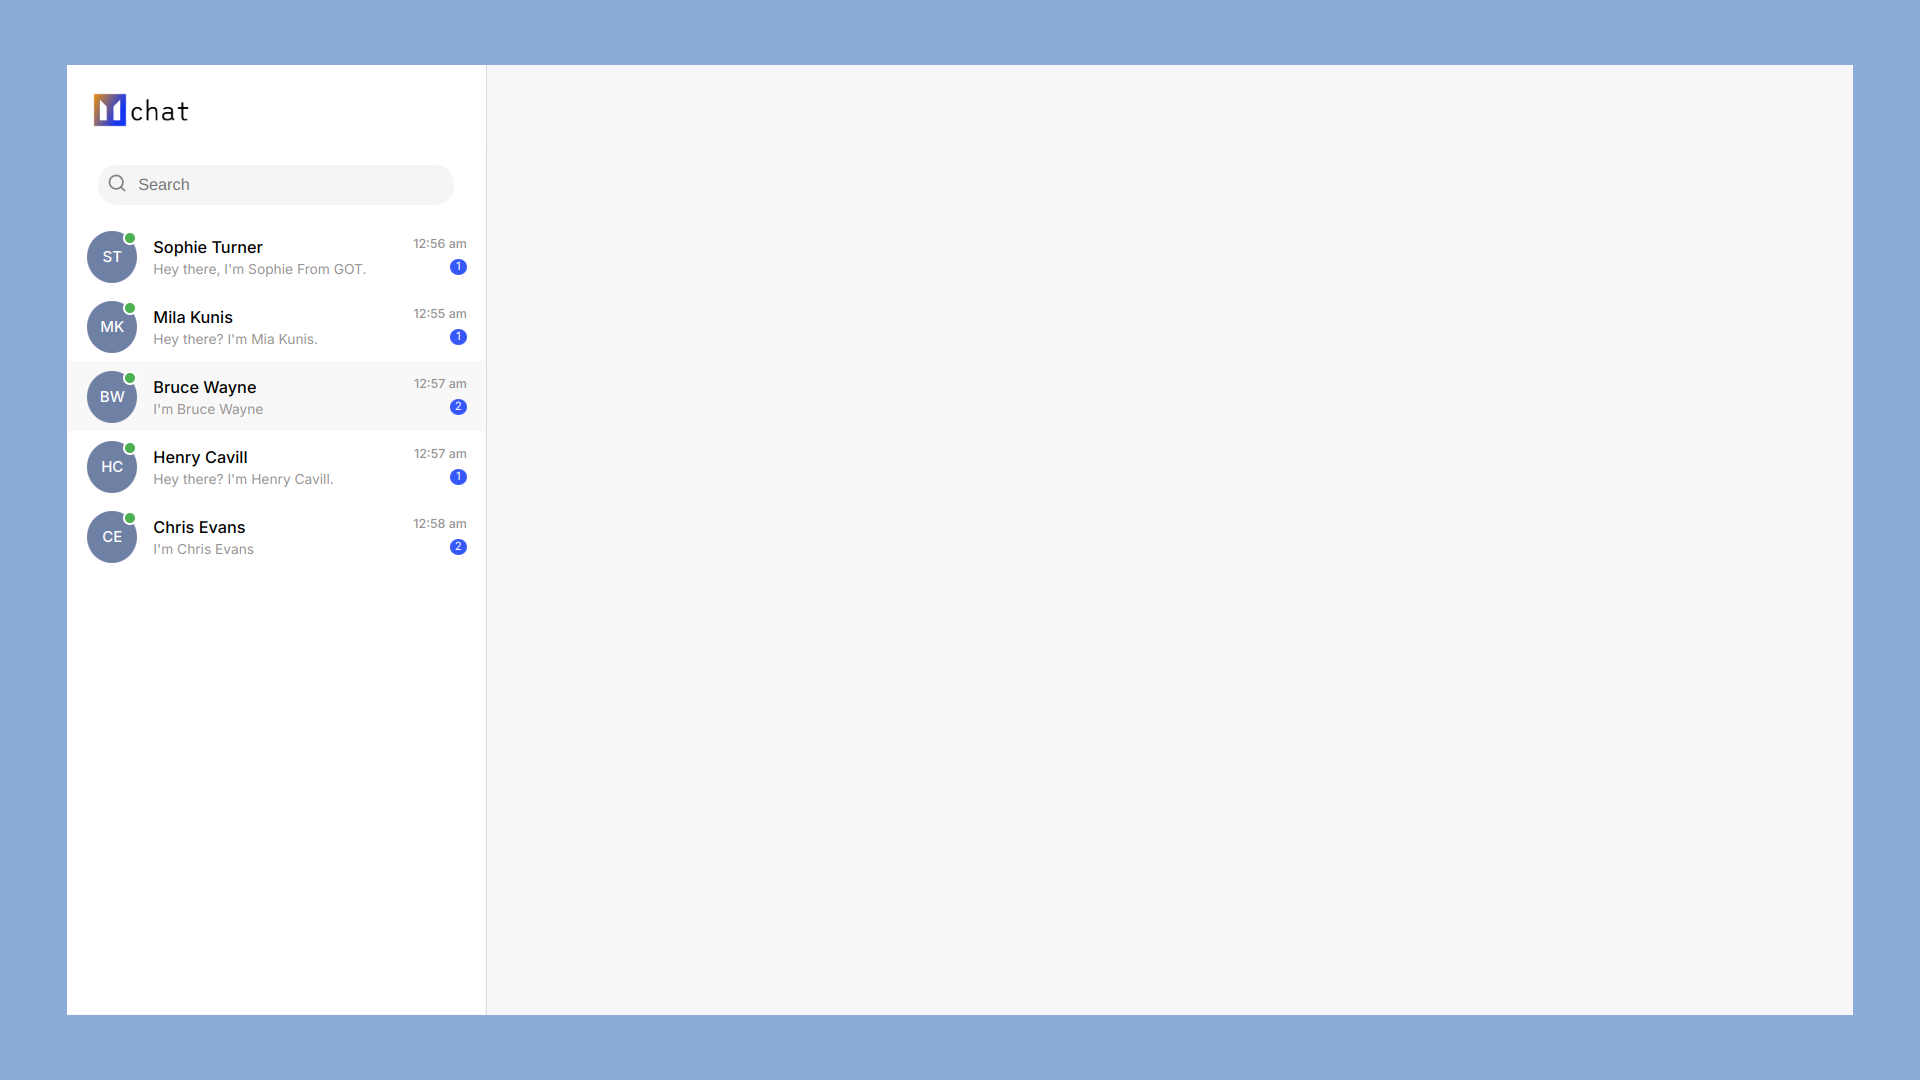 chat
Search
ST
Sophie Turner
12:56 am
Hey there, I'm Sophie From GOT.
1
MK
Mila Kunis
12:55 am
Hey there? I'm Mia Kunis.
1
BW
Bruce Wayne
12:57 am
I'm Bruce Wayne
2
HC
Henry Cavill
12:57 am
Hey there? I'm Henry Cavill.
1
CE
Chris Evans
12:58 am
I'm Chris Evans
2